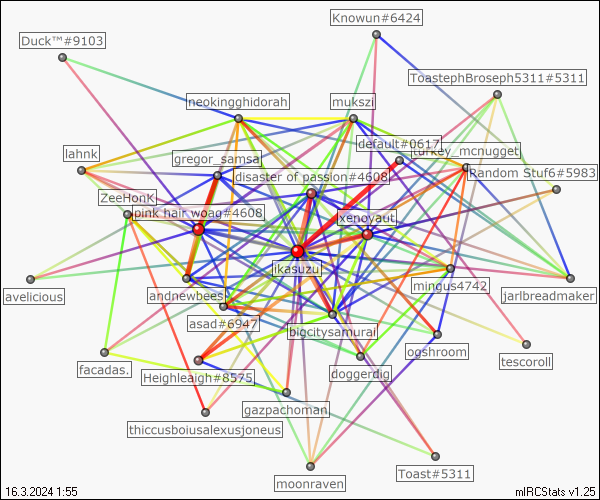 Knowun#6424
Duck™#9103
ToastephBroseph5311#5311
neokingghidorah
mukszi
default#0617
turkey_mcnugget
lahnk
gregor_samsa
disaster of passion#4608
Random Stuf6#5983
ZeeHonK
pink hair woag#4608
xenoyaut
ikasuzu
mingus4742
avelicious
andnewbees
jarlbreadmaker
asad#6947
bigcitysamurai
ogshroom
tescoroll
facadas.
Heighleaigh#8575
doggerdig
gazpachoman
thiccusboiusalexusjoneus
moonraven
Toast#5311
16.3.2024 1:55
mIRCStats v1.25